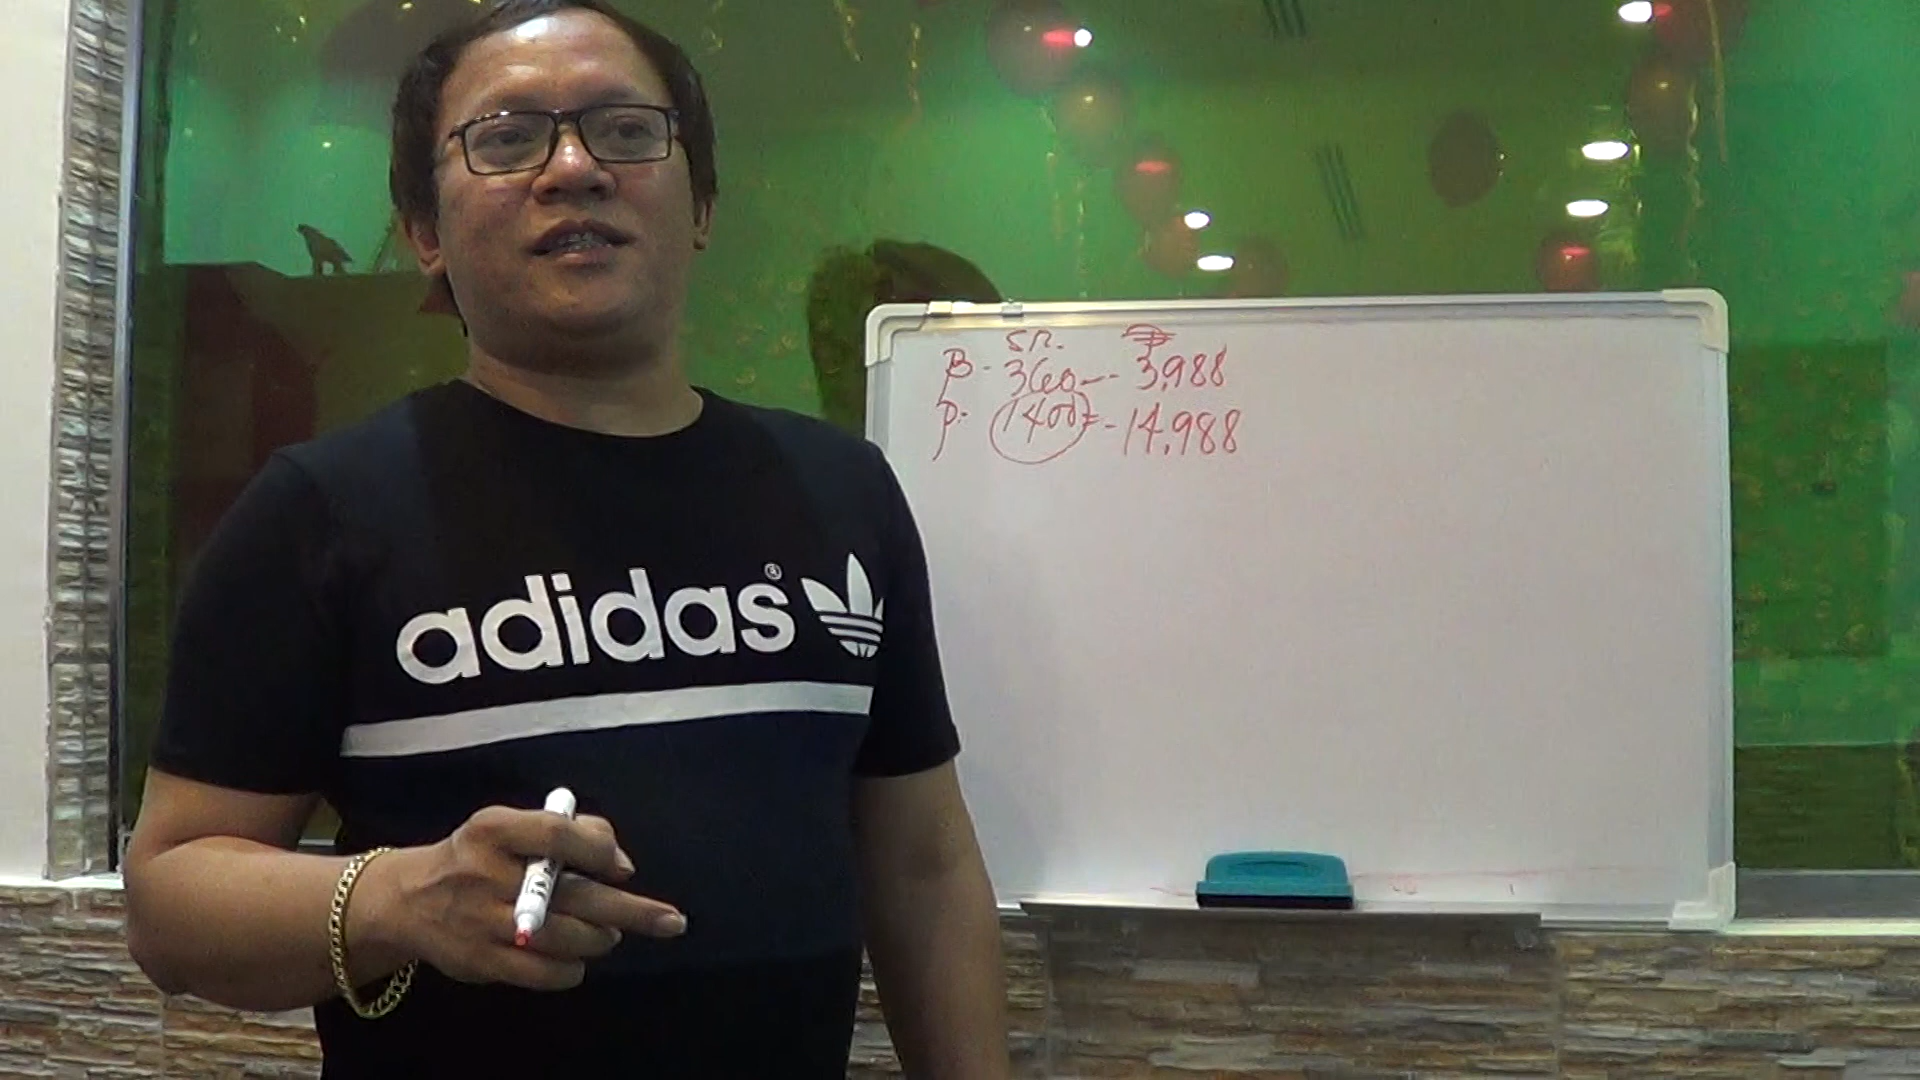 adidas®
SR. ₱
B - 360 -- 3,988
P: 1400 = - 14,988